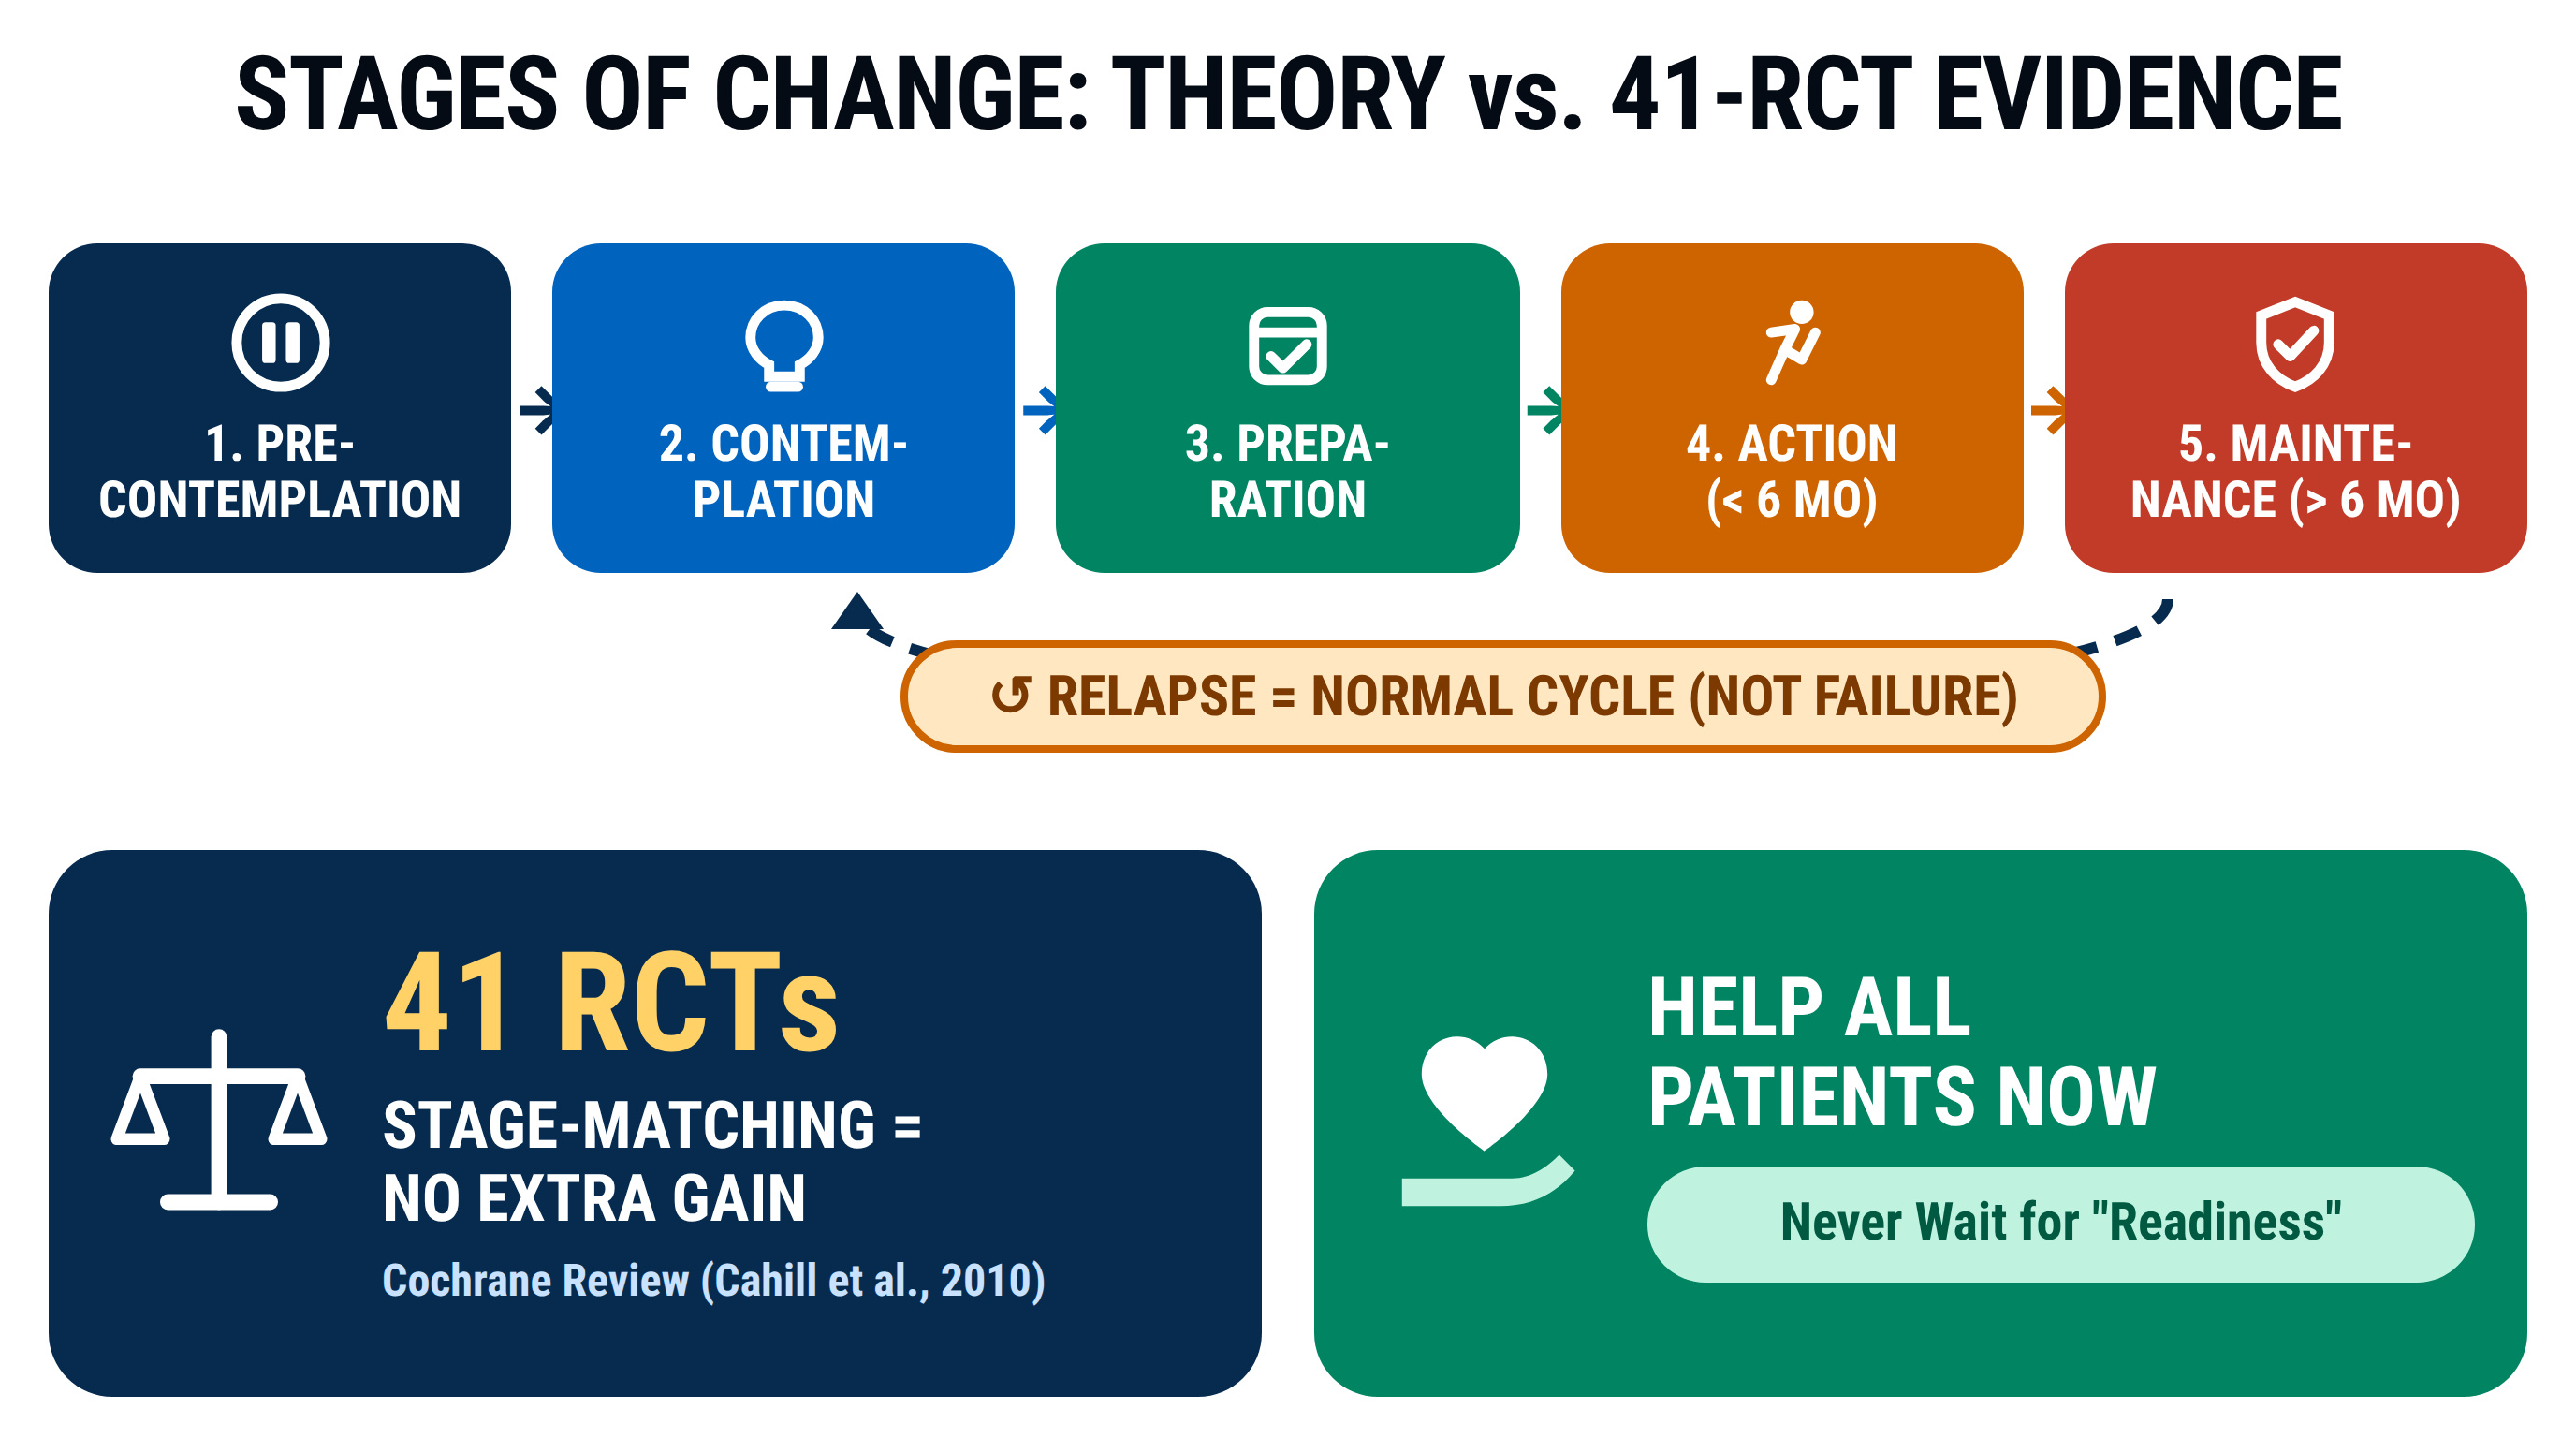 STAGES OF CHANGE: THEORY vs. 41-RCT EVIDENCE
1. PRE-
CONTEMPLATION
2. CONTEM-
PLATION
3. PREPA-
RATION
4. ACTION
(< 6 MO)
5. MAINTE-
NANCE (> 6 MO)
↺ RELAPSE = NORMAL CYCLE (NOT FAILURE)
41 RCTs
STAGE-MATCHING =
NO EXTRA GAIN
Cochrane Review (Cahill et al., 2010)
HELP ALL
PATIENTS NOW
Never Wait for "Readiness"